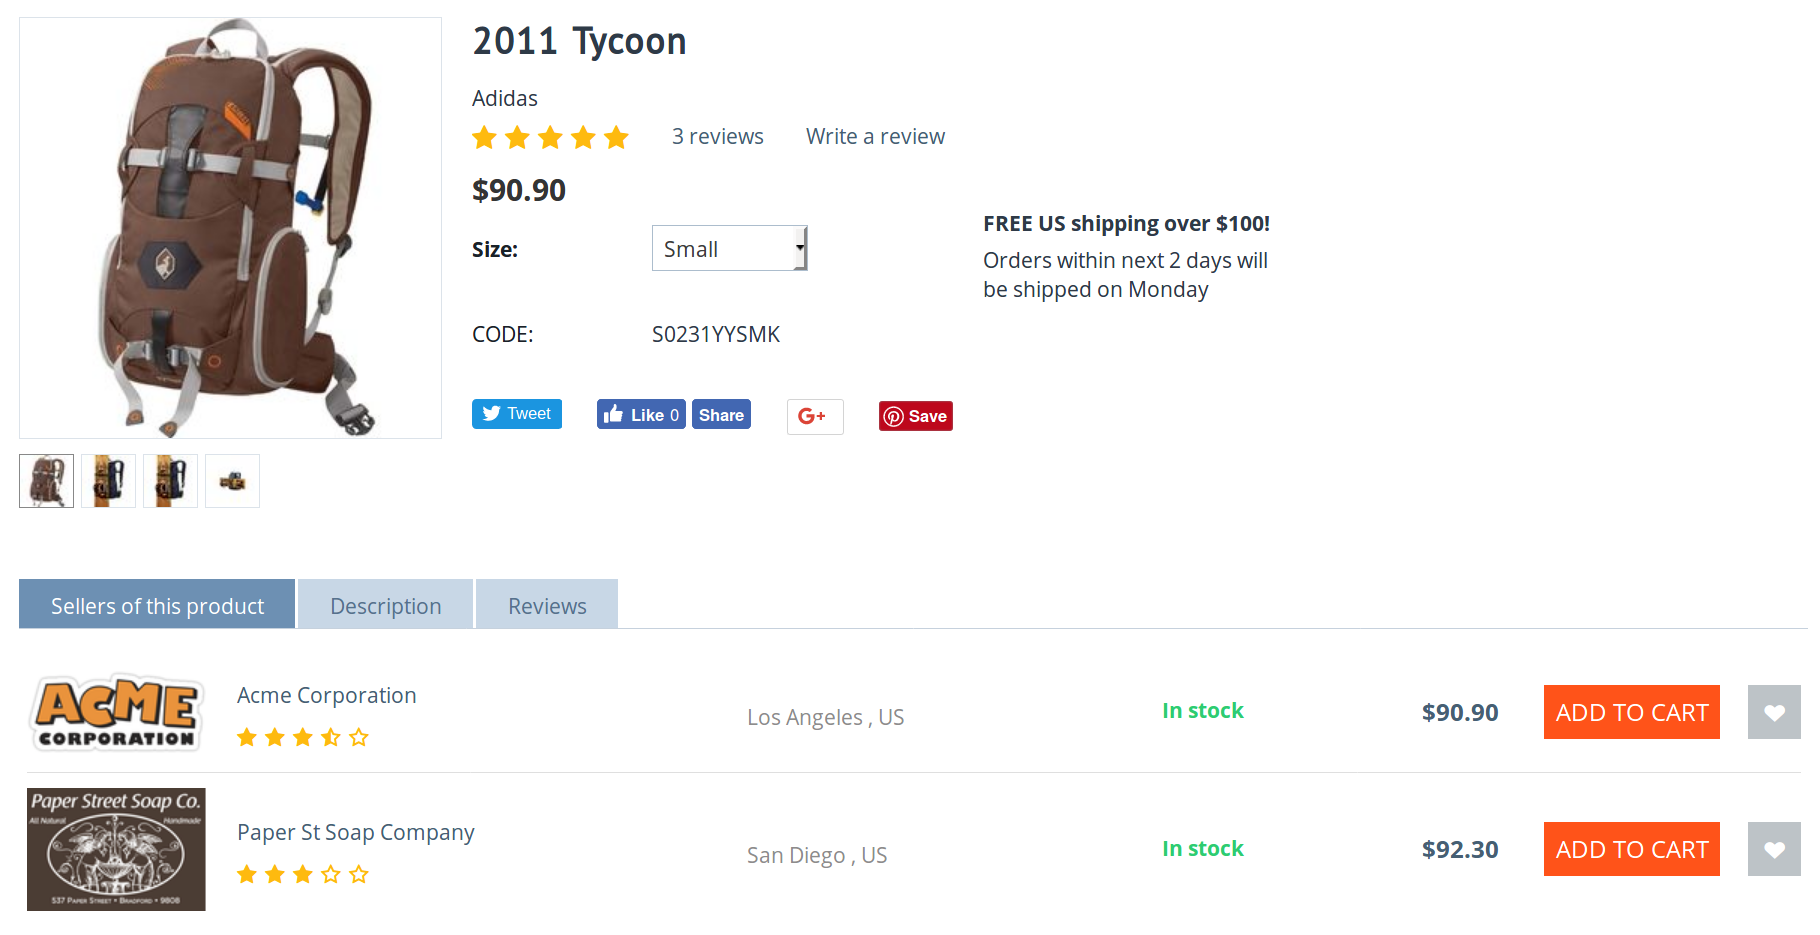 2011 Tycoon
Adidas
3 reviews Write a review
$90.90
Size: Small
FREE US shipping over $100!
Orders within next 2 days will
be shipped on Monday
CODE: S0231YYSMK
Tweet Like 0 Share G+ Save
Sellers of this product Description Reviews
ACME
CORPORATION
Acme Corporation
Los Angeles , US
In stock
$90.90
ADD TO CART
Paper Street Soap Co.
All Natural Handmade
537 Paper Street • Bradford • 9808
Paper St Soap Company
San Diego , US
In stock
$92.30
ADD TO CART